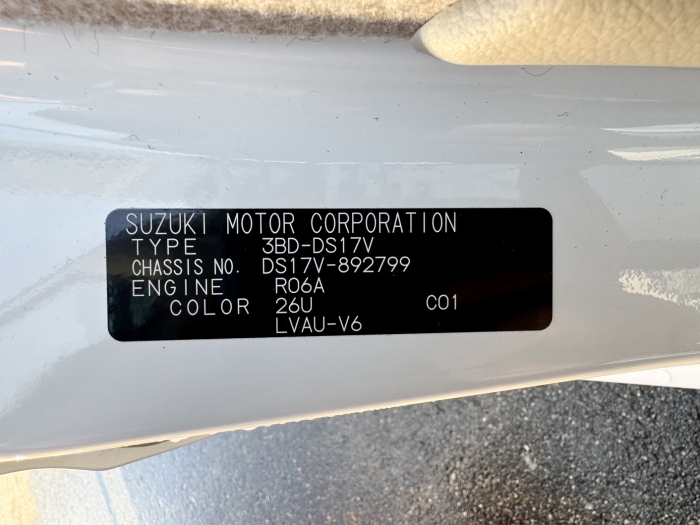 SUZUKI MOTOR CORPORATION
TYPE 3BD-DS17V
CHASSIS NO. DS17V-892799
ENGINE R06A
COLOR 26U C01
LVAU-V6